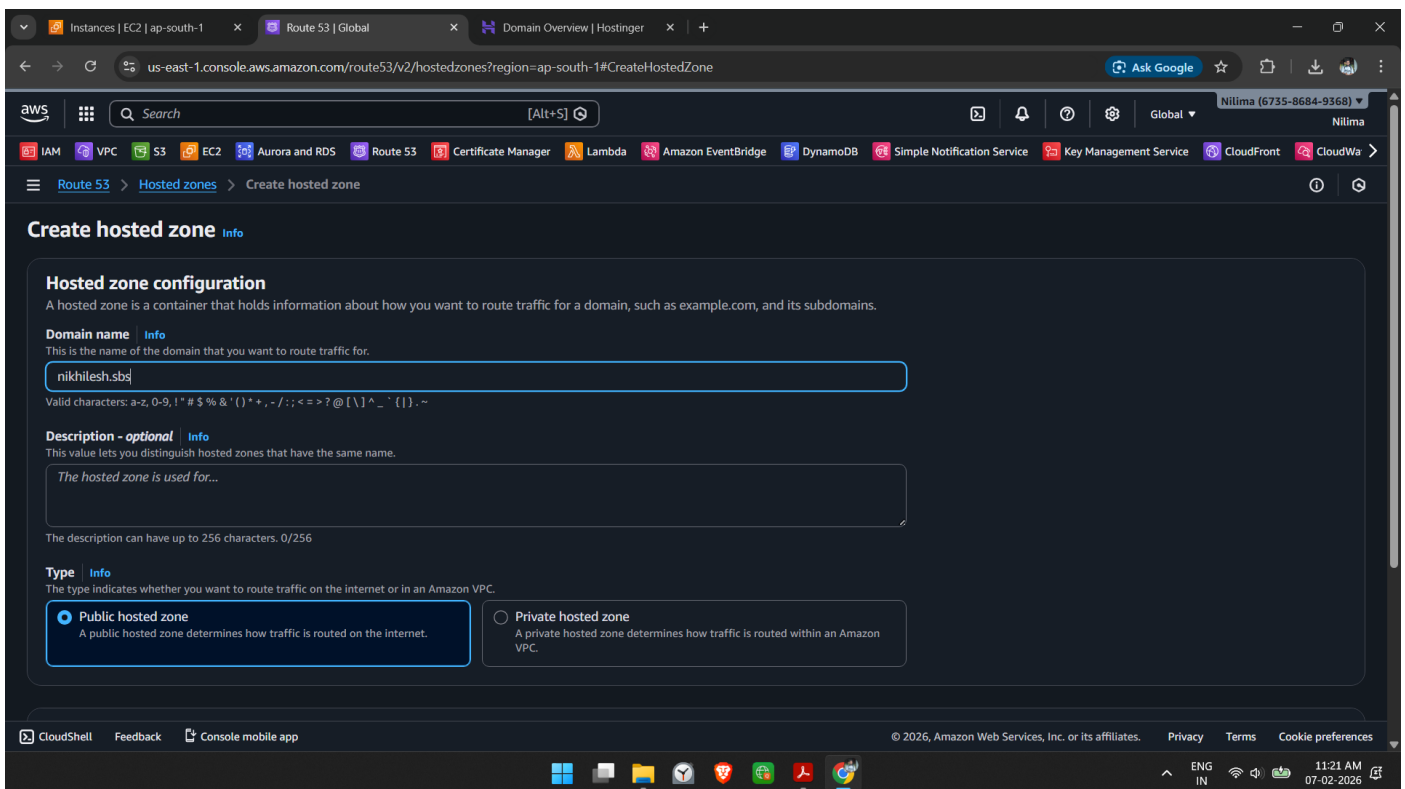 Instances | EC2 | ap-south-1
Route 53 | Global
Domain Overview | Hostinger
us-east-1.console.aws.amazon.com/route53/v2/hostedzones?region=ap-south-1#CreateHostedZone
Ask Google
aws
Search
[Alt+S]
Global
Nilima (6735-8684-9368)
Nilima
IAM VPC S3 EC2 Aurora and RDS Route 53 Certificate Manager Lambda Amazon EventBridge DynamoDB Simple Notification Service Key Management Service CloudFront CloudWa
Route 53 > Hosted zones > Create hosted zone
Create hosted zone Info
Hosted zone configuration
A hosted zone is a container that holds information about how you want to route traffic for a domain, such as example.com, and its subdomains.
Domain name Info
This is the name of the domain that you want to route traffic for.
nikhilesh.sbs
Valid characters: a-z, 0-9, ! " # $ % & ' ( ) * + , - / : ; < = > ? @ [ \ ] ^ _ ` { | } . ~
Description - optional Info
This value lets you distinguish hosted zones that have the same name.
The hosted zone is used for...
The description can have up to 256 characters. 0/256
Type Info
The type indicates whether you want to route traffic on the internet or in an Amazon VPC.
Public hosted zone
A public hosted zone determines how traffic is routed on the internet.
Private hosted zone
A private hosted zone determines how traffic is routed within an Amazon
VPC.
CloudShell Feedback Console mobile app
© 2026, Amazon Web Services, Inc. or its affiliates. Privacy Terms Cookie preferences
ENG
IN
11:21 AM
07-02-2026